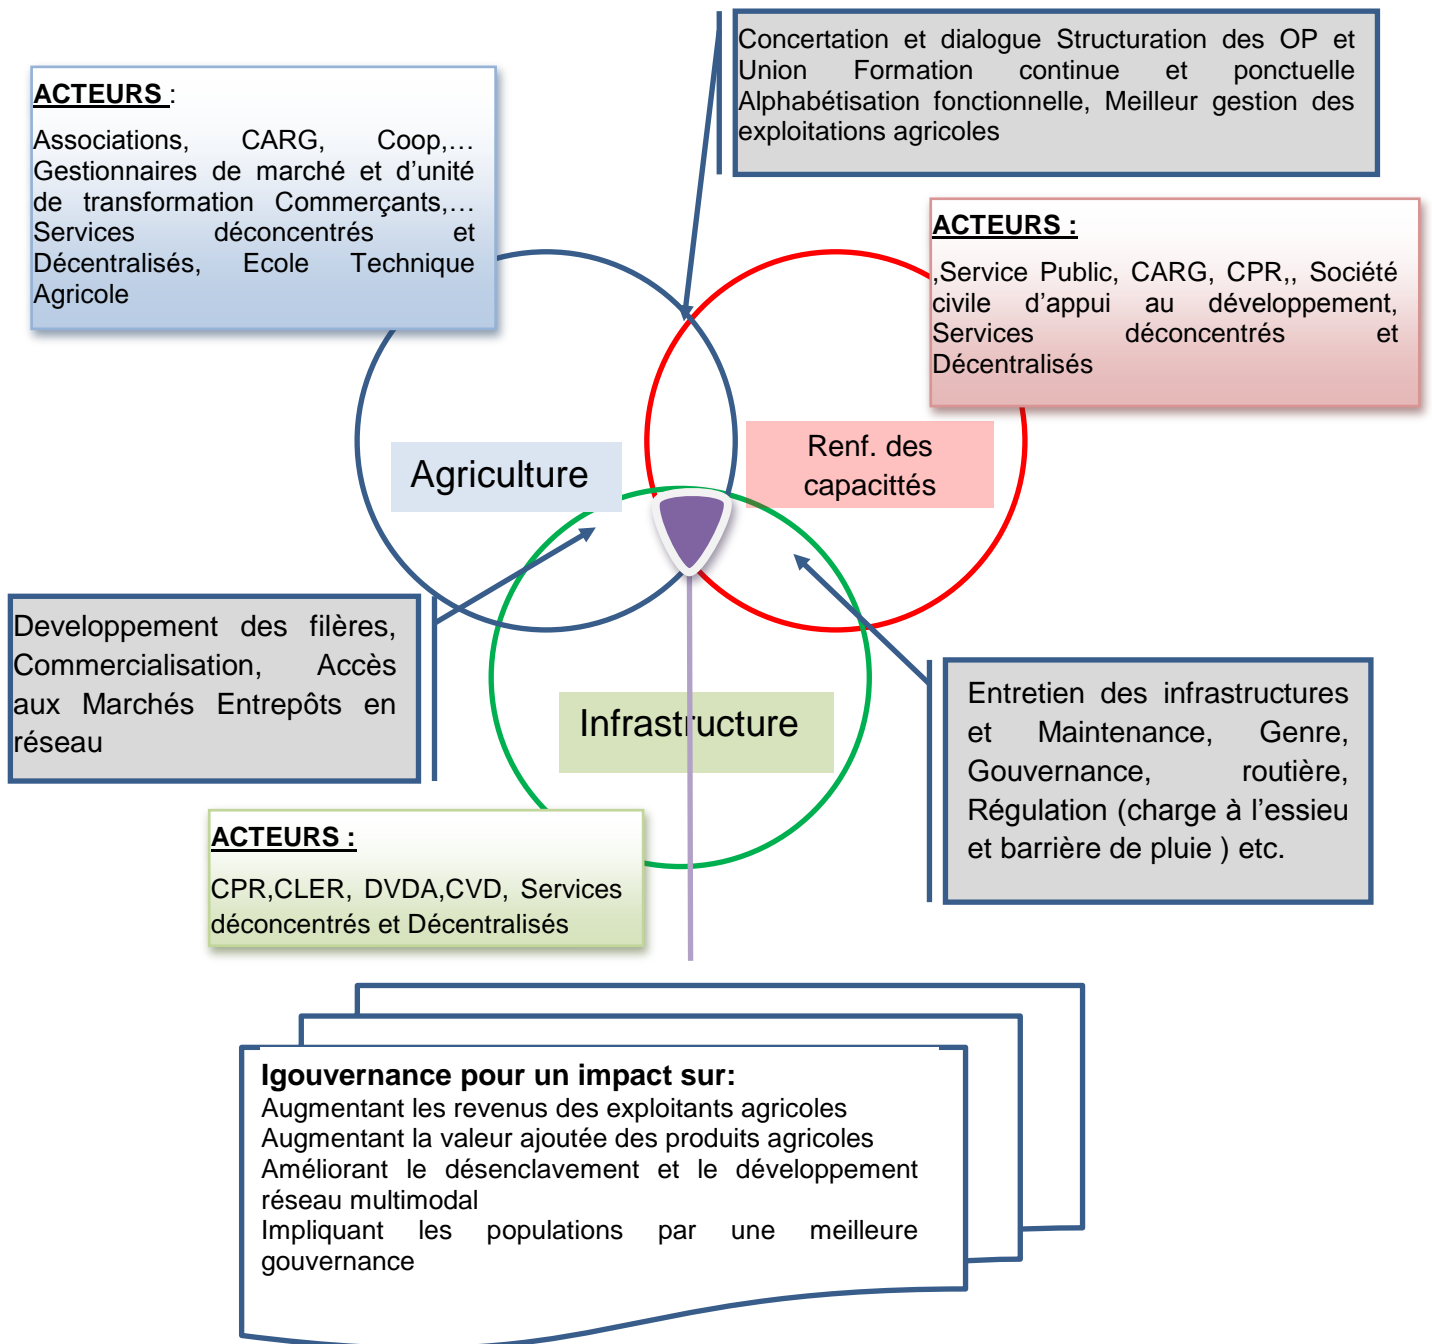 Concertation et dialogue Structuration des OP et
Union Formation continue et ponctuelle
Alphabétisation fonctionnelle, Meilleur gestion des
exploitations agricoles
ACTEURS :
Associations, CARG, Coop,…
Gestionnaires de marché et d’unité
de transformation Commerçants,…
Services déconcentrés et
Décentralisés, Ecole Technique
Agricole
ACTEURS :
,Service Public, CARG, CPR,, Société
civile d’appui au développement,
Services déconcentrés et
Décentralisés
Agriculture
Renf. des
capacittés
Developpement des filères,
Commercialisation, Accès
aux Marchés Entrepôts en
réseau
Infrastructure
Entretien des infrastructures
et Maintenance, Genre,
Gouvernance, routière,
Régulation (charge à l’essieu
et barrière de pluie ) etc.
ACTEURS :
CPR,CLER, DVDA,CVD, Services
déconcentrés et Décentralisés
Igouvernance pour un impact sur:
Augmentant les revenus des exploitants agricoles
Augmentant la valeur ajoutée des produits agricoles
Améliorant le désenclavement et le développement
réseau multimodal
Impliquant les populations par une meilleure
gouvernance